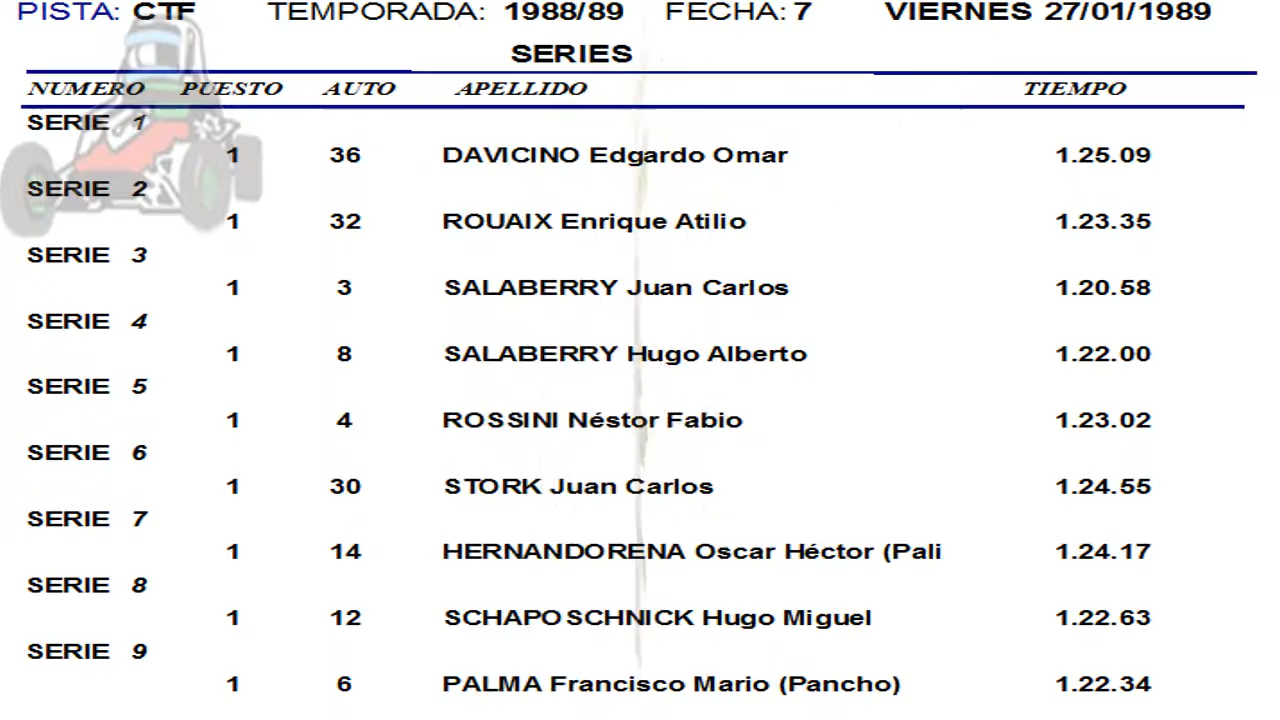 PISTA: CTF TEMPORADA: 1988/89 FECHA: 7 VIERNES 27/01/1989
SERIES
NUMERO PUESTO AUTO APELLIDO TIEMPO
SERIE 1
1 36 DAVICINO Edgardo Omar 1.25.09
SERIE 2
1 32 ROUAIX Enrique Atilio 1.23.35
SERIE 3
1 3 SALABERRY Juan Carlos 1.20.58
SERIE 4
1 8 SALABERRY Hugo Alberto 1.22.00
SERIE 5
1 4 ROSSINI Néstor Fabio 1.23.02
SERIE 6
1 30 STORK Juan Carlos 1.24.55
SERIE 7
1 14 HERNANDORENA Oscar Héctor (Pali 1.24.17
SERIE 8
1 12 SCHAPOSCHNICK Hugo Miguel 1.22.63
SERIE 9
1 6 PALMA Francisco Mario (Pancho) 1.22.34